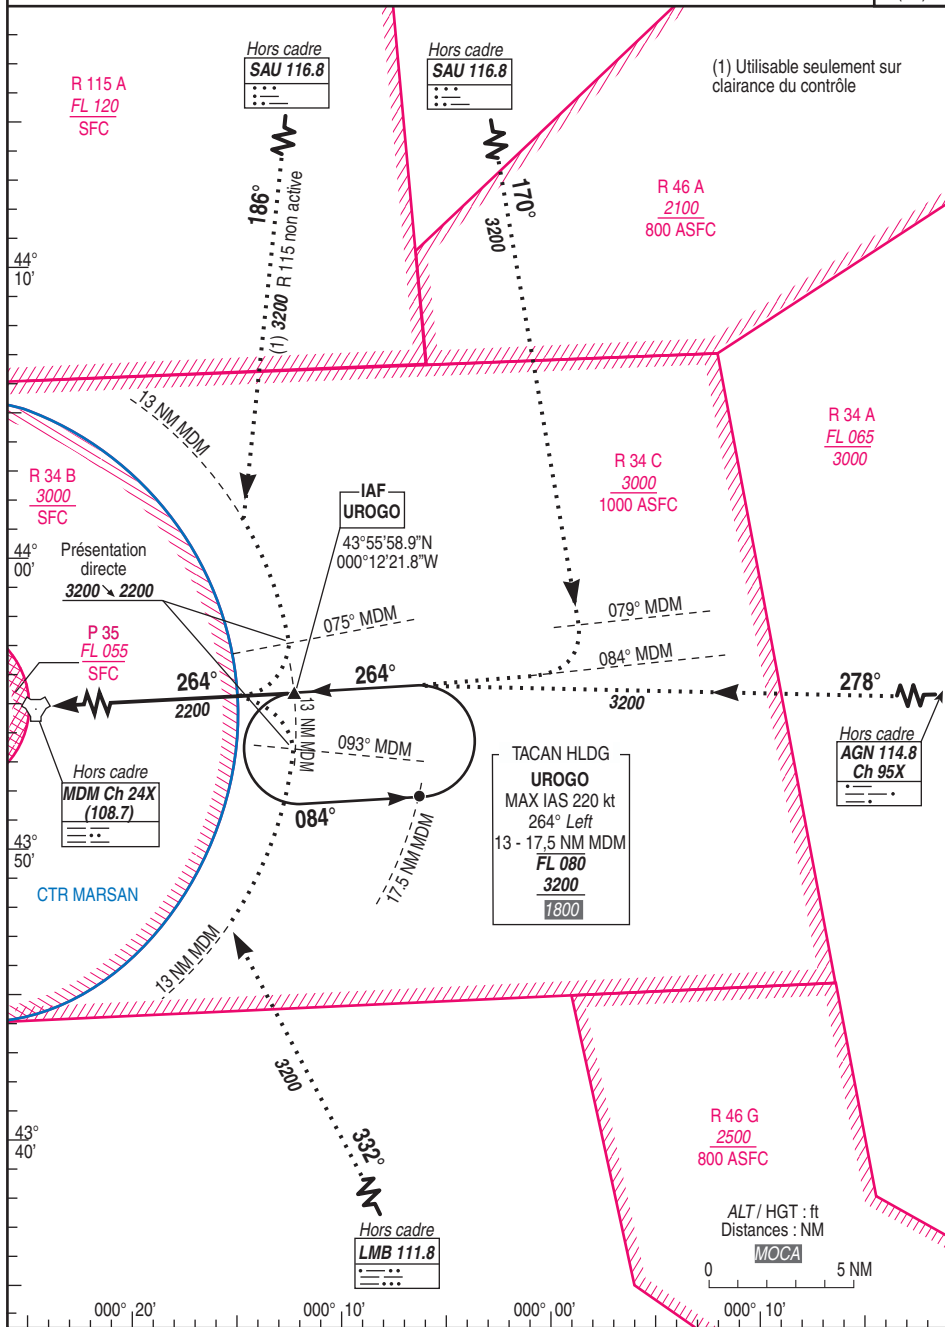 Hors cadre
SAU 116.8
Hors cadre
SAU 116.8
(1) Utilisable seulement sur
clairance du contrôle
R 115 A
FL 120
SFC
186°
(1) 3200 R 115 non active
170°
3200
R 46 A
2100
800 ASFC
44°
10'
13 NM MDM
R 34 A
FL 065
3000
R 34 B
3000
SFC
R 34 C
3000
1000 ASFC
IAF
UROGO
43°55'58.9"N
000°12'21.8"W
44°
00'
Présentation
directe
3200 ↘ 2200
075° MDM
079° MDM
P 35
FL 055
SFC
084° MDM
264°
2200
264°
3200
278°
13 NM MDM
093° MDM
Hors cadre
AGN 114.8
Ch 95X
Hors cadre
MDM Ch 24X
(108.7)
TACAN HLDG
UROGO
MAX IAS 220 kt
264° Left
13 - 17,5 NM MDM
FL 080
3200
1800
084°
17.5 NM MDM
43°
50'
CTR MARSAN
13 NM MDM
3200
332°
43°
40'
R 46 G
2500
800 ASFC
Hors cadre
LMB 111.8
ALT / HGT : ft
Distances : NM
MOCA
0 5 NM
000° 20' 000° 10' 000° 00' 000° 10'